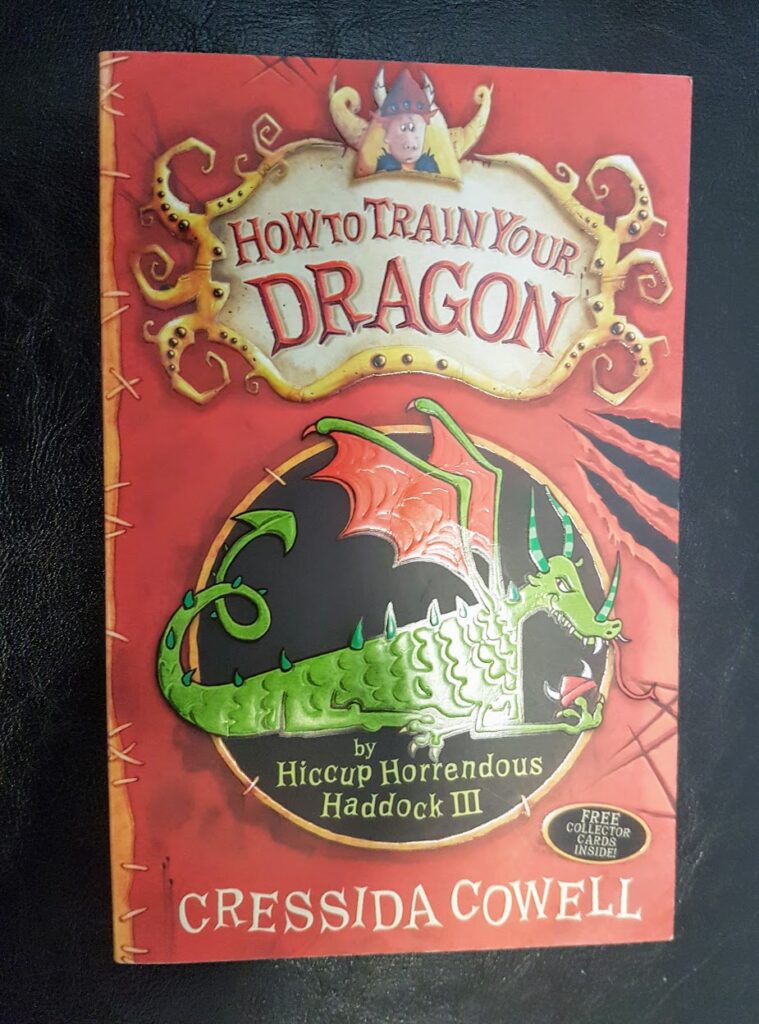 HOW TO TRAIN YOUR
DRAGON
by
Hiccup Horrendous
Haddock III
FREE
COLLECTOR
CARDS
INSIDE!
CRESSIDA COWELL